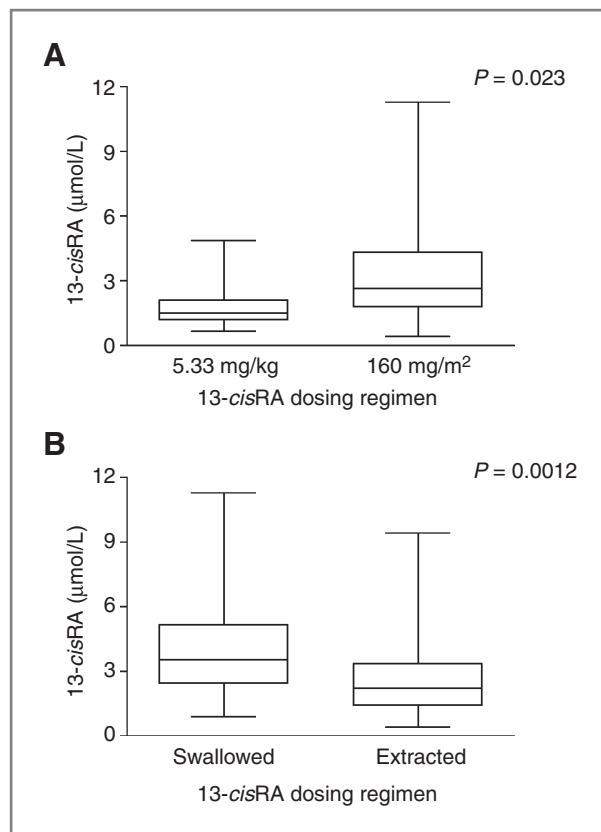 A
P = 0.023
12
9
6
3
0
13-cisRA (μmol/L)
5.33 mg/kg 160 mg/m²
13-cisRA dosing regimen
B
P = 0.0012
12
9
6
3
0
13-cisRA (μmol/L)
Swallowed Extracted
13-cisRA dosing regimen